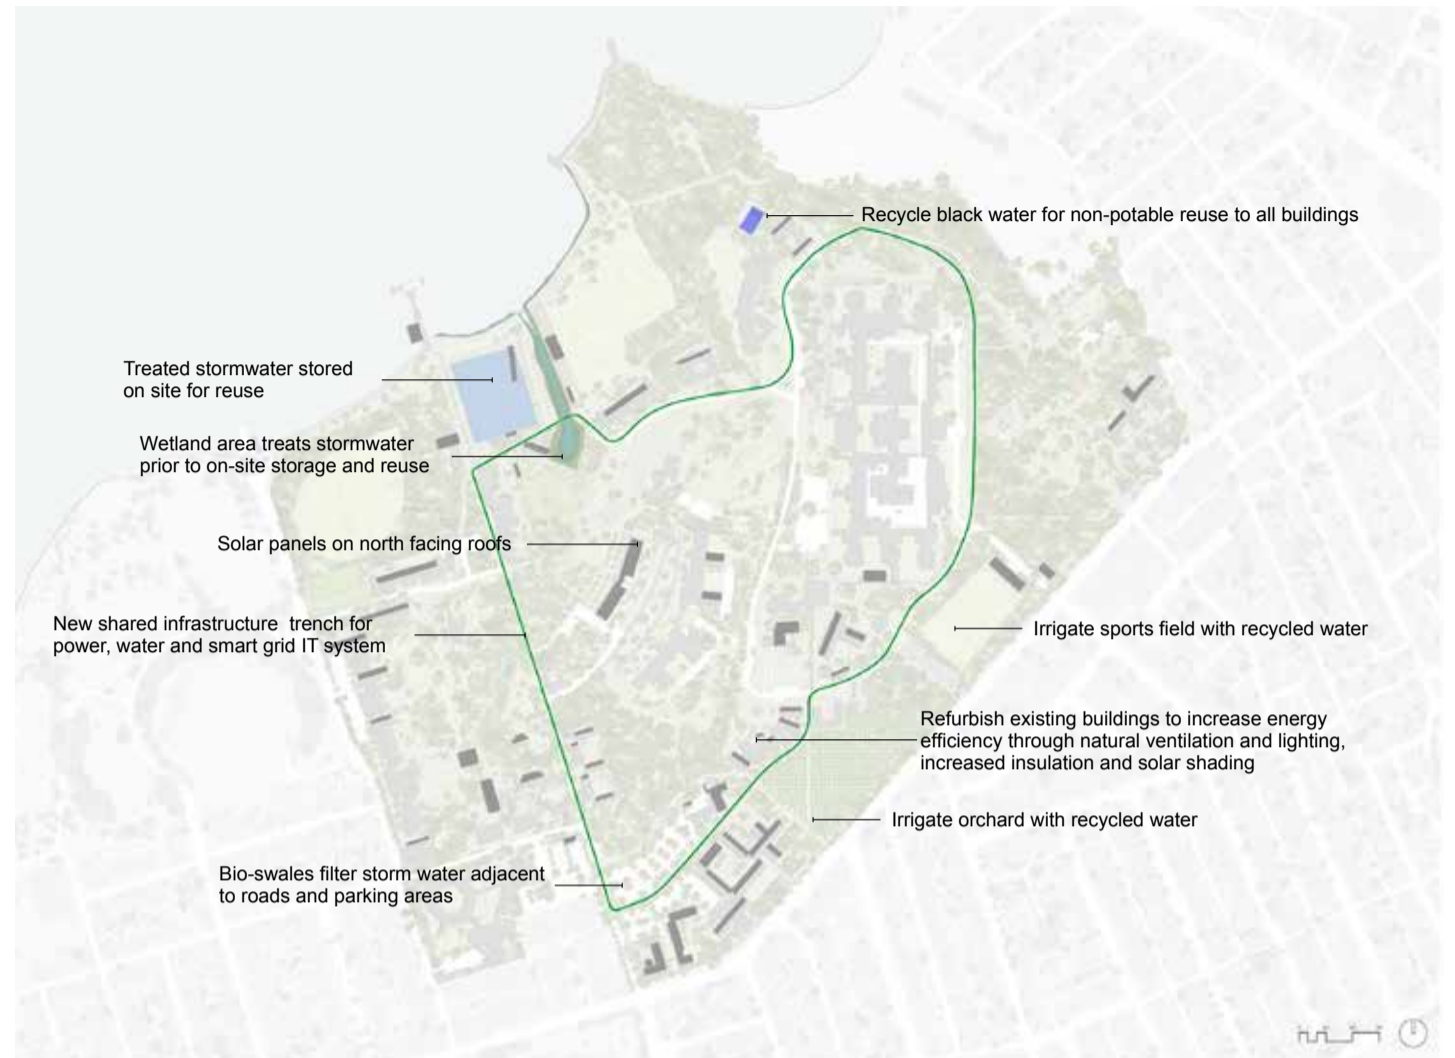 Recycle black water for non-potable reuse to all buildings
Treated stormwater stored
on site for reuse
Wetland area treats stormwater
prior to on-site storage and reuse
Solar panels on north facing roofs
New shared infrastructure trench for
power, water and smart grid IT system
Irrigate sports field with recycled water
Refurbish existing buildings to increase energy
efficiency through natural ventilation and lighting,
increased insulation and solar shading
Irrigate orchard with recycled water
Bio-swales filter storm water adjacent
to roads and parking areas